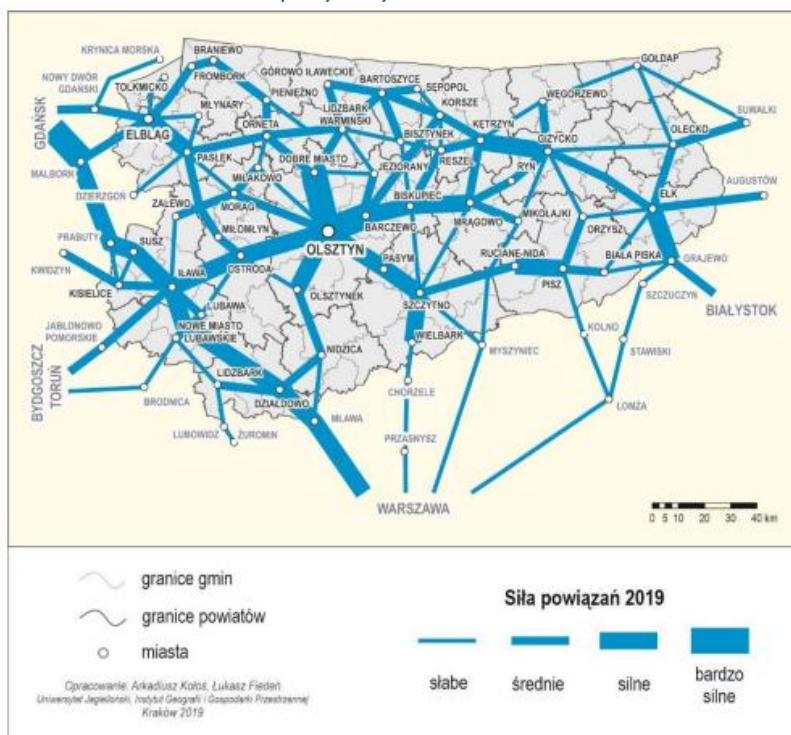 KRYNICA MORSKA
BRANIEWO
GOŁDAP
NOWY DWÓR
GDAŃSKI
TOLKMICKO
FROMBORK
GÓROWO IŁAWECKIE
BARTOSZYCE
SĘPOPOL
WĘGORZEWO
MŁYNARY
PIENIĘŻNO
LIDZBARK
WARMIŃSKI
KORSZE
SUWAŁKI
GDAŃSK
ELBLĄG
ORNETA
BISZTYNEK
KĘTRZYN
GIŻYCKO
OLECKO
PASŁĘK
DOBRE MIASTO
JEZIORANY
RESZEL
RYN
MALBORN
MIŁAKOWO
DZIERZGOŃ
ZALEWO
MORĄG
BISKUPIEC
AUGUSTÓW
EŁK
MIKOŁAJKI
BARCZEWO
MRĄGOWO
ORZYSZ
PRABUTY
SUSZ
MIŁOMŁYN
OLSZTYN
PASYM
RUCIANE-NIDA
BIAŁA PISKA
GRAJEWO
KWIDZYN
IŁAWA
OSTRÓDA
KISIELICE
OLSZTYNEK
SZCZYTNO
PISZ
SZCZUCZYN
BIAŁYSTOK
LUBAWA
JABŁONOWO
POMORSKIE
NOWE MIASTO
LUBAWSKIE
WIELBARK
KOLNO
MYSZYNIEC
STAWISKI
NIDZICA
BYDGOSZCZ
TORUŃ
LIDZBARK
BRODNICA
DZIAŁDOWO
CHORZELE
ŁOMŻA
MŁAWA
LUBOWIDZ
ŻUROMIN
PRZASNYSZ
WARSZAWA
0 5 10 20 30 40 km
granice gmin
granice powiatów
miasta
Opracowanie: Arkadiusz Kołoś, Łukasz Fiedeń
Uniwersytet Jagielloński, Instytut Geografii i Gospodarki Przestrzennej
Kraków 2019
Siła powiązań 2019
słabe
średnie
silne
bardzo
silne